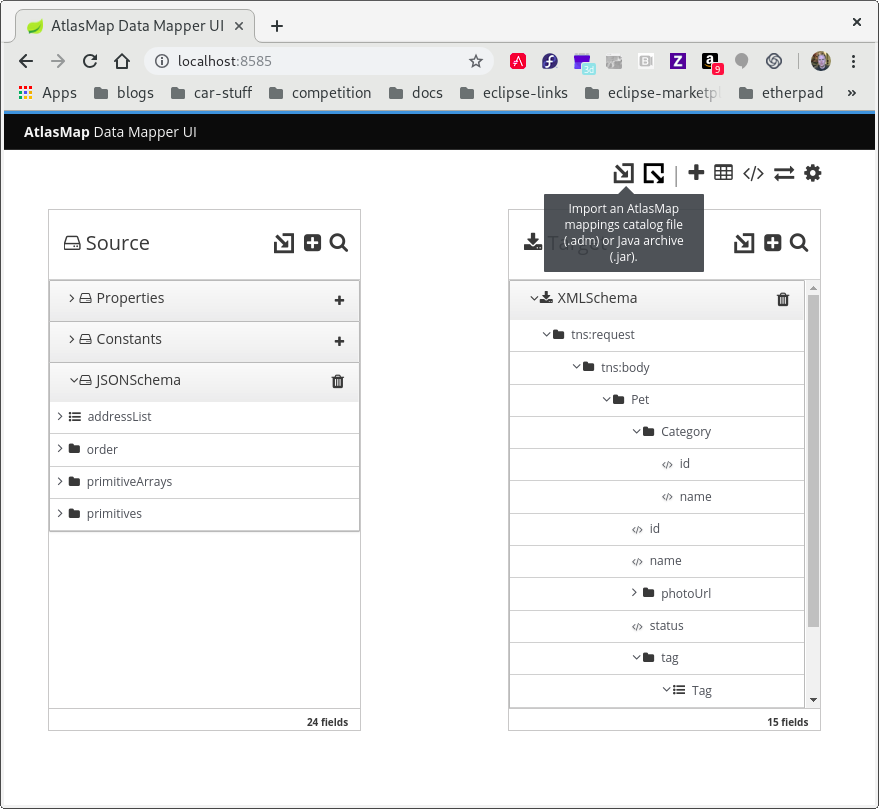 AtlasMap Data Mapper UI
localhost:8585
3d
9
Apps
blogs
car-stuff
competition
docs
eclipse-links
eclipse-marketpl
etherpad
»
AtlasMap Data Mapper UI
Import an AtlasMap
mappings catalog file
(.adm) or Java archive
(.jar).
Source
Target
Properties
Constants
JSONSchema
addressList
order
primitiveArrays
primitives
24 fields
XMLSchema
tns:request
tns:body
Pet
Category
id
name
id
name
photoUrl
status
tag
Tag
15 fields